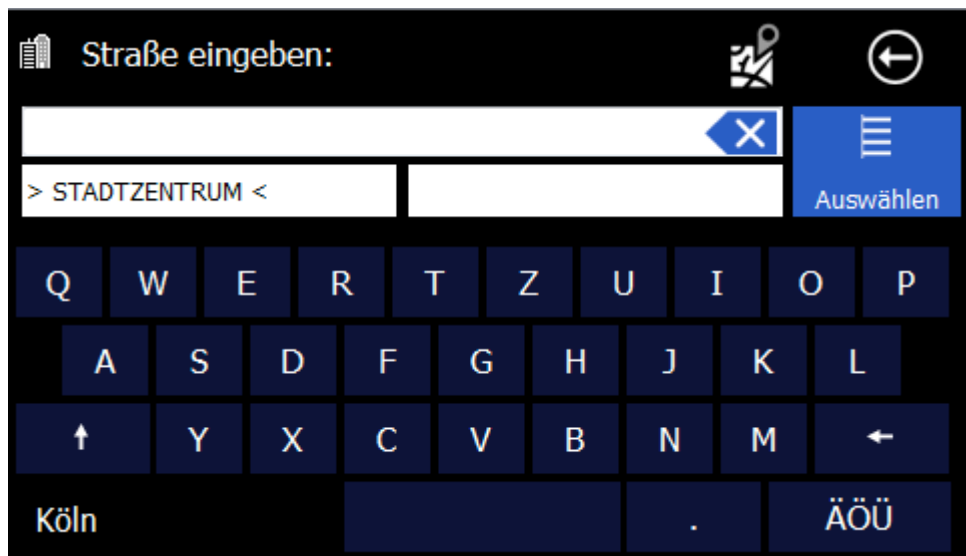 Straße eingeben:
> STADTZENTRUM <
Auswählen
Q W E R T Z U I O P
A S D F G H J K L
Y X C V B N M
Köln . ÄÖÜ